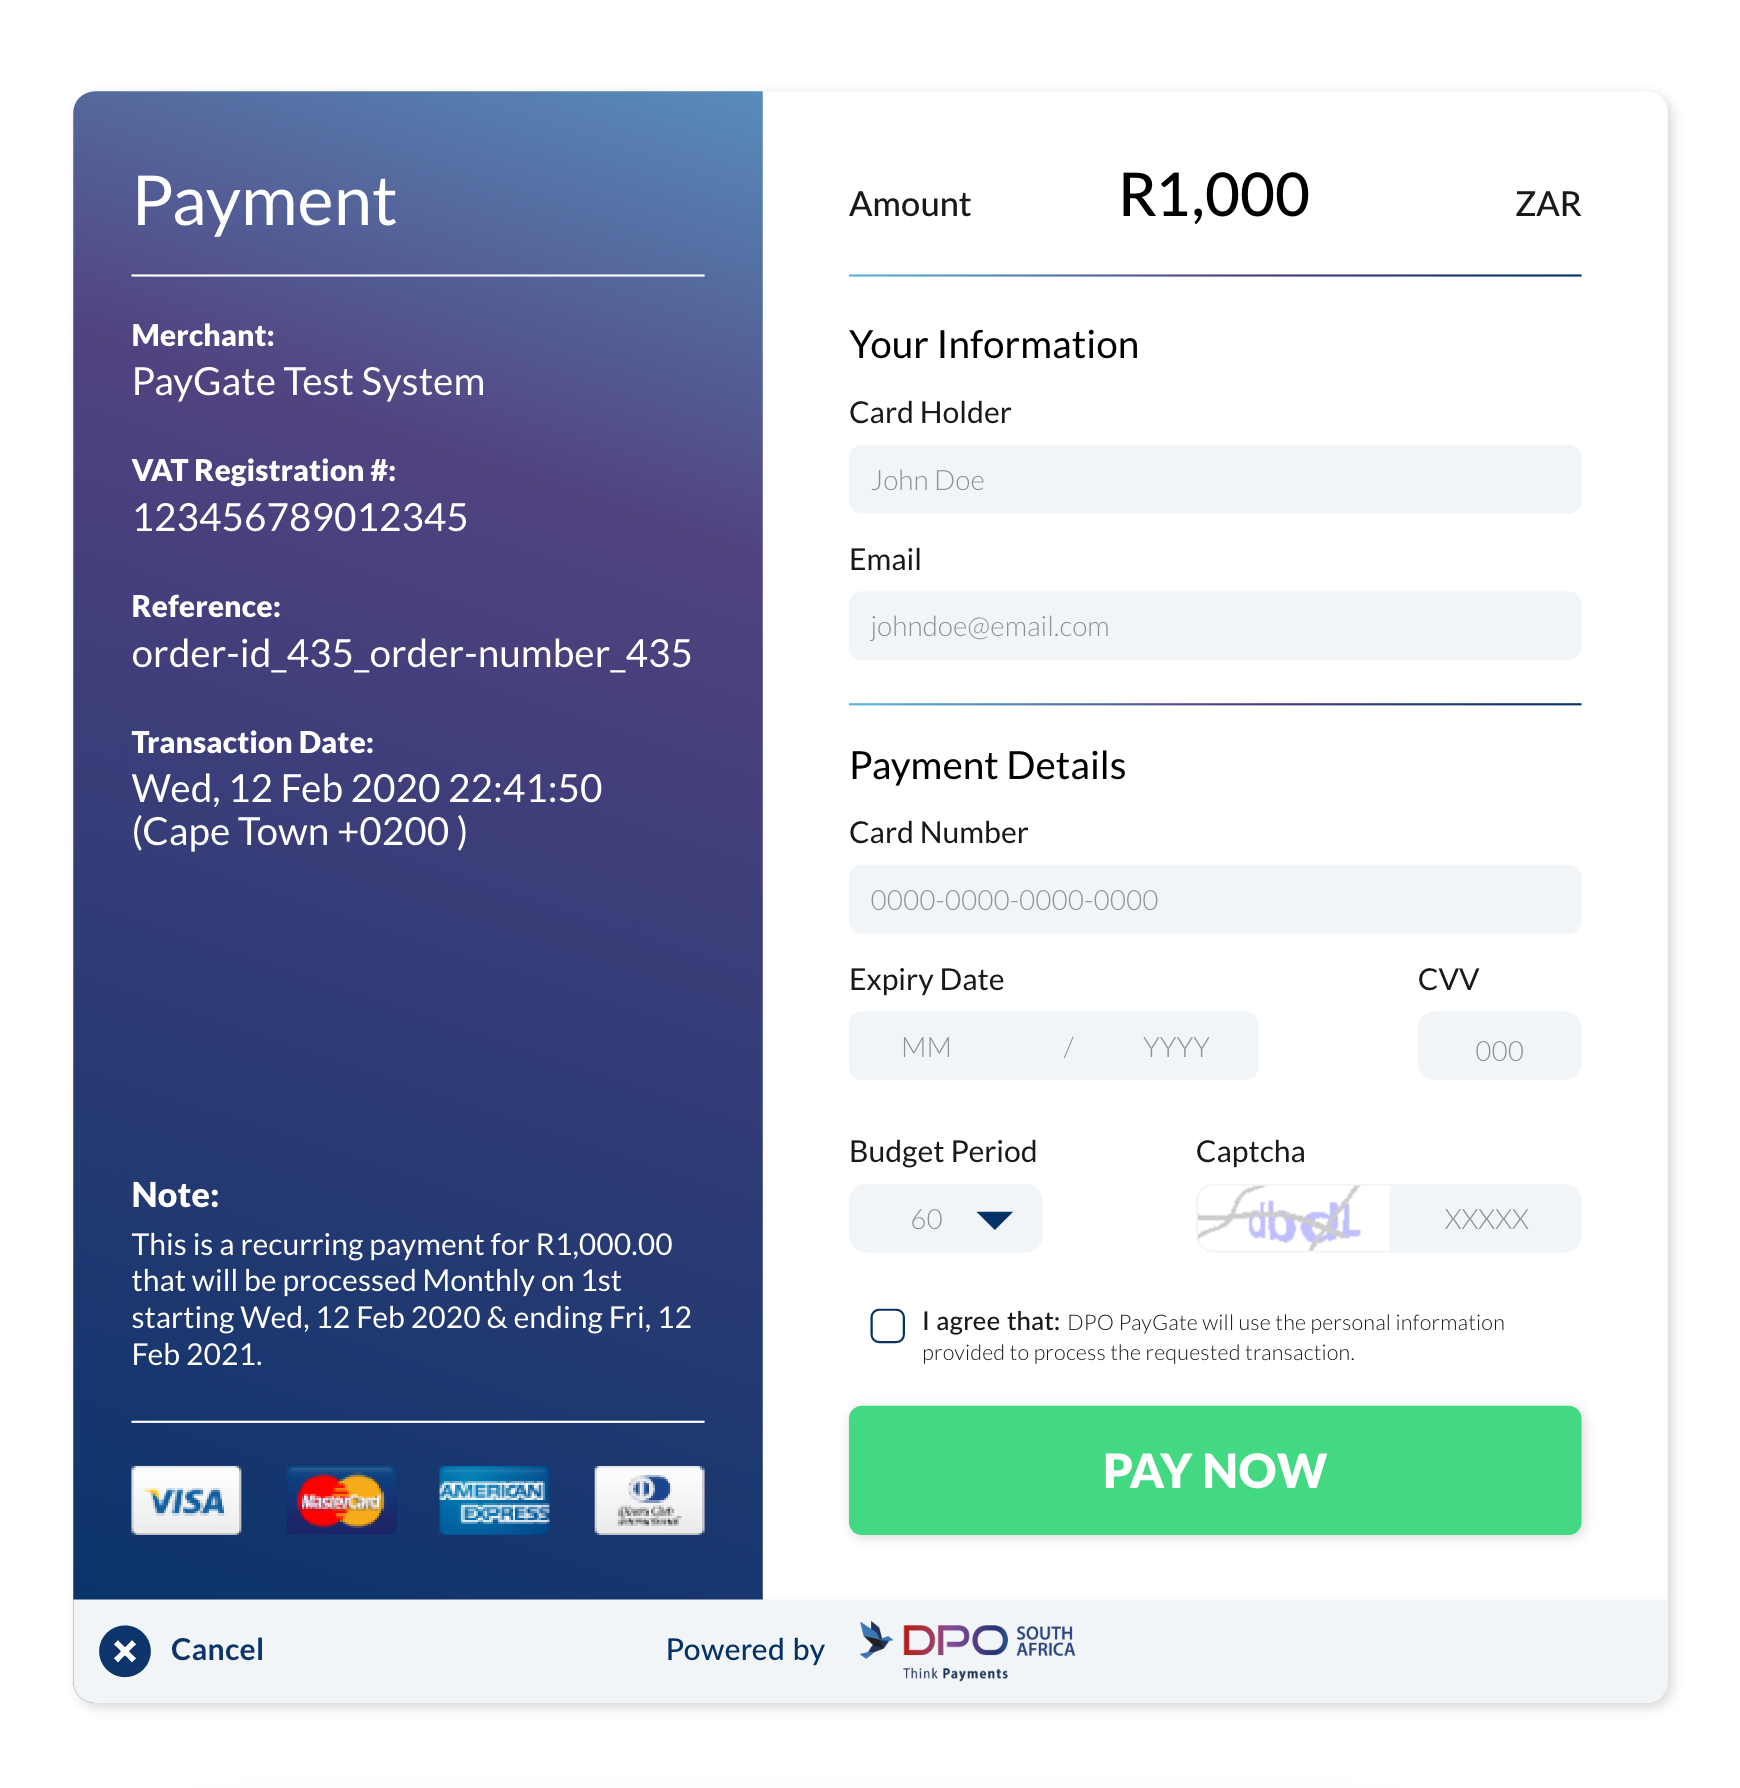 Payment
Merchant:
PayGate Test System
VAT Registration #:
123456789012345
Reference:
order-id_435_order-number_435
Transaction Date:
Wed, 12 Feb 2020 22:41:50
(Cape Town +0200 )
Note:
This is a recurring payment for R1,000.00
that will be processed Monthly on 1st
starting Wed, 12 Feb 2020 & ending Fri, 12
Feb 2021.
VISA
MasterCard
AMERICAN
EXPRESS
Amount R1,000 ZAR
Your Information
Card Holder
John Doe
Email
johndoe@email.com
Payment Details
Card Number
0000-0000-0000-0000
Expiry Date CVV
MM / YYYY 000
Budget Period Captcha
60 XXXXX
I agree that: DPO PayGate will use the personal information
provided to process the requested transaction.
PAY NOW
Cancel
Powered by
DPO SOUTH
AFRICA
Think Payments